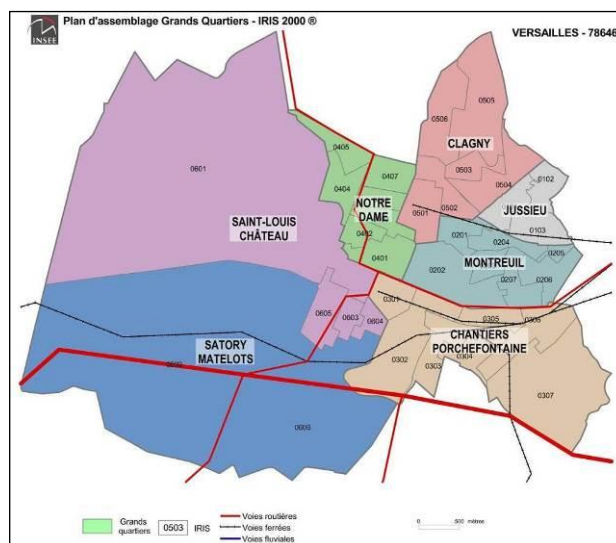 INSEE
Plan d'assemblage Grands Quartiers - IRIS 2000 ®
VERSAILLES - 78646
0505
0506
CLAGNY
0405
0601
0407
0503
0102
0404
0504
NOTRE
DAME
JUSSIEU
0501
0502
SAINT-LOUIS
CHÂTEAU
0402
0201
0204
0103
0401
MONTREUIL
0205
0202
0207
0206
0301
0605
0603
0604
0305
SATORY
MATELOTS
CHANTIERS
PORCHEFONTAINE
0302
0303
0304
0307
Grands
quartiers
0503
IRIS
Voies routières
Voies ferrées
Voies fluviales
0
500
mètres